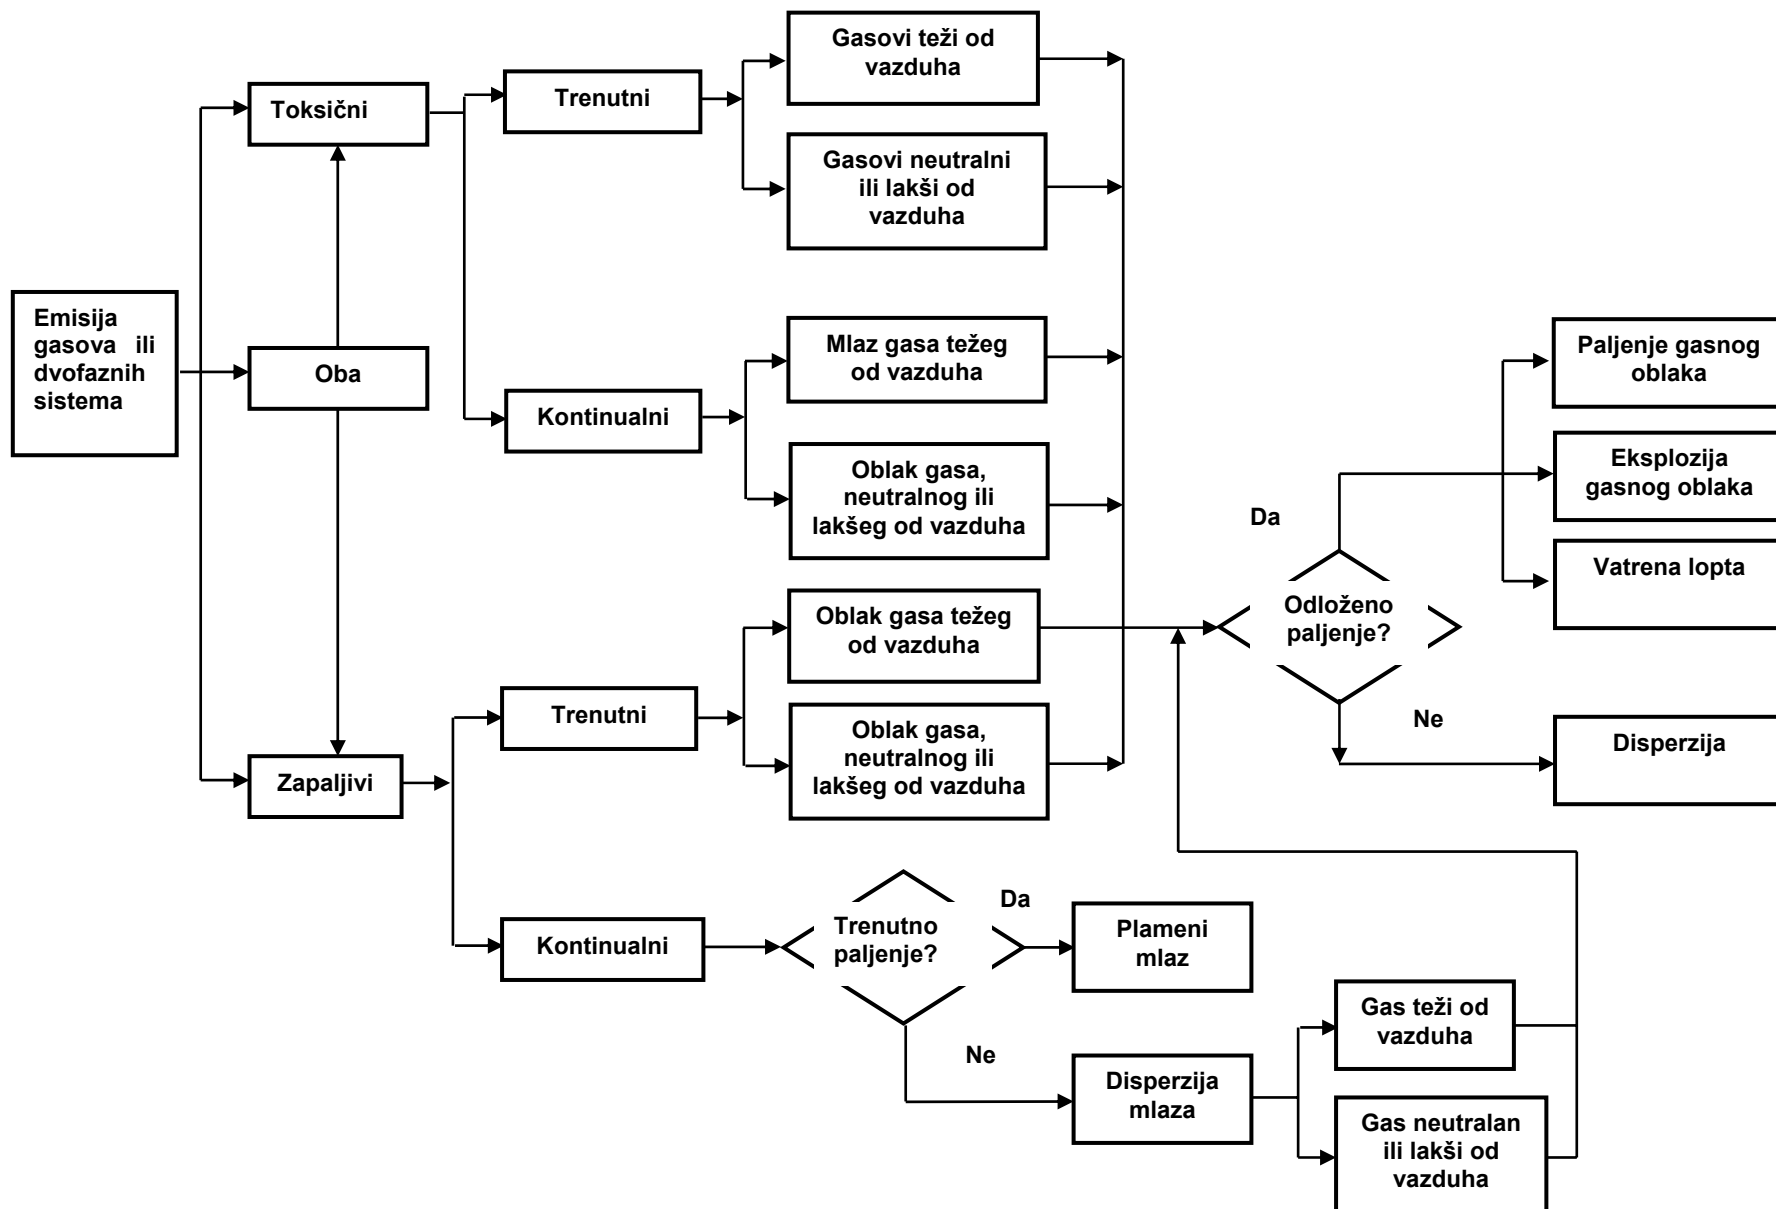 Gasovi teži od
vazduha
Toksični
Trenutni
Gasovi neutralni
ili lakši od
vazduha
Emisija
gasova ili
dvofaznih
sistema
Oba
Kontinualni
Mlaz gasa težeg
od vazduha
Oblak gasa,
neutralnog ili
lakšeg od vazduha
Paljenje gasnog
oblaka
Eksplozija
gasnog oblaka
Vatrena lopta
Da
Odloženo
paljenje?
Ne
Disperzija
Zapaljivi
Trenutni
Oblak gasa težeg
od vazduha
Oblak gasa,
neutralnog ili
lakšeg od vazduha
Kontinualni
Trenutno
paljenje?
Da
Plameni
mlaz
Ne
Disperzija
mlaza
Gas teži od
vazduha
Gas neutralan
ili lakši od
vazduha